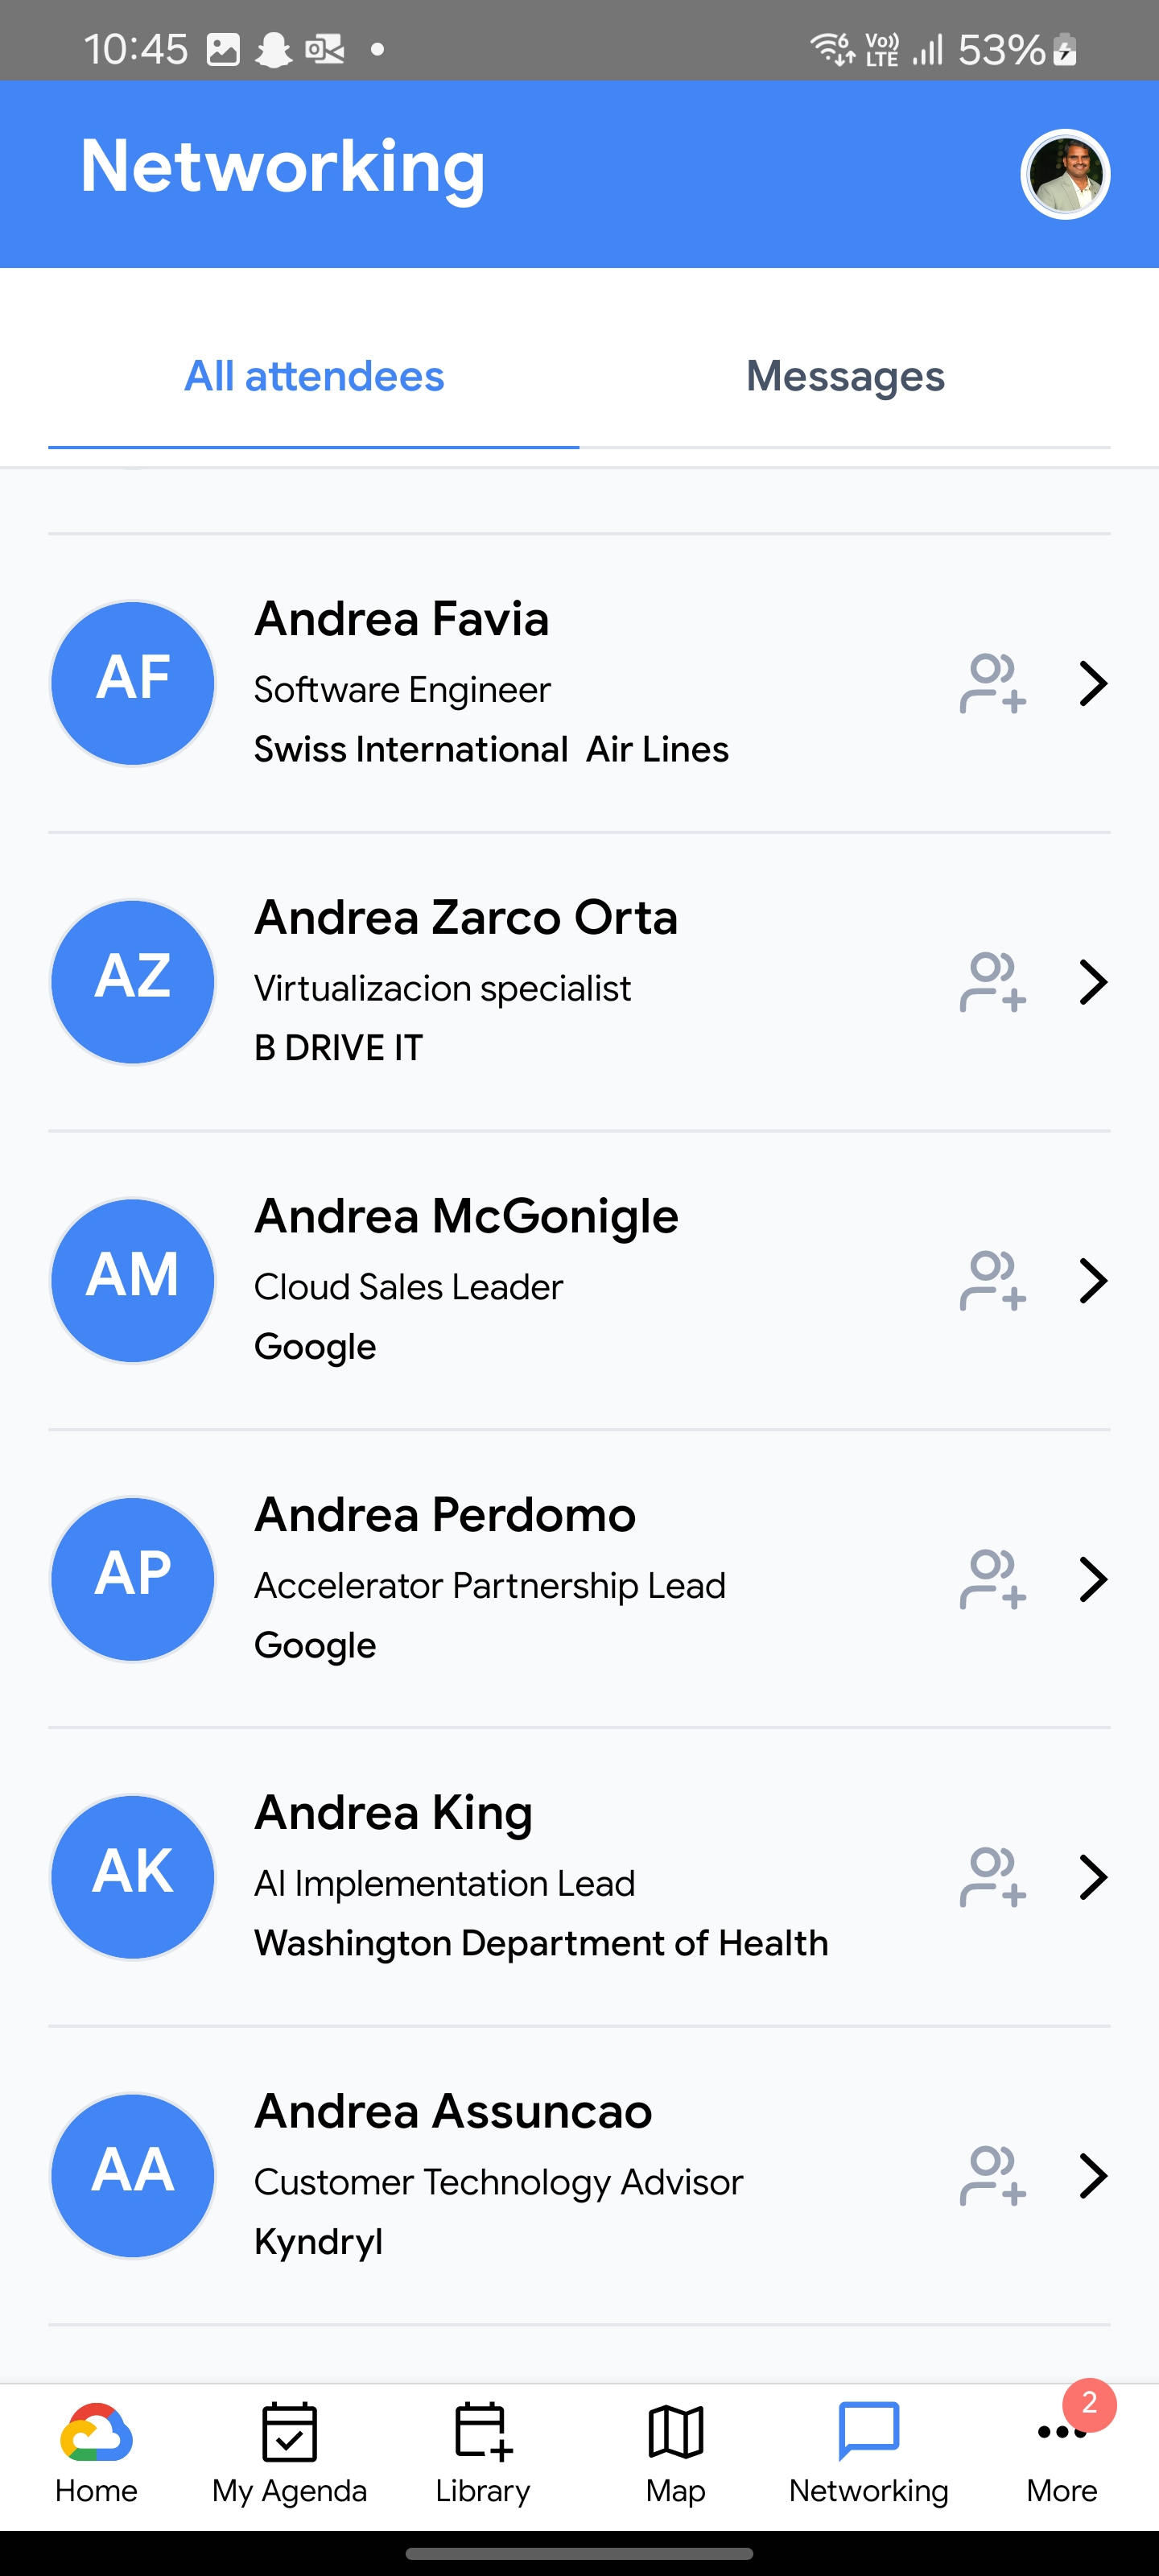 10:45
Vo)) LTE
53%
Networking
All attendees
Messages
AF
Andrea Favia
Software Engineer
Swiss International  Air Lines
AZ
Andrea Zarco Orta
Virtualizacion specialist
B DRIVE IT
AM
Andrea McGonigle
Cloud Sales Leader
Google
AP
Andrea Perdomo
Accelerator Partnership Lead
Google
AK
Andrea King
AI Implementation Lead
Washington Department of Health
AA
Andrea Assuncao
Customer Technology Advisor
Kyndryl
2
Home
My Agenda
Library
Map
Networking
More